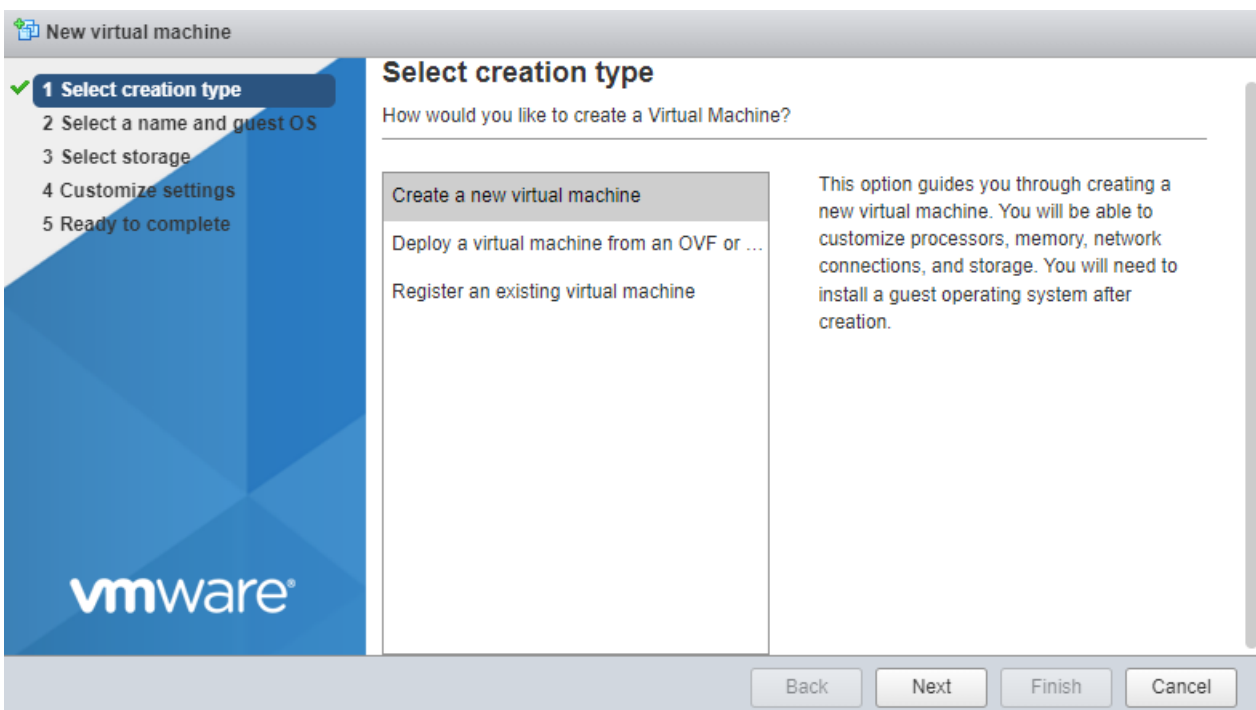 New virtual machine
1 Select creation type
2 Select a name and guest OS
3 Select storage
4 Customize settings
5 Ready to complete
vmware®
Select creation type
How would you like to create a Virtual Machine?
Create a new virtual machine
Deploy a virtual machine from an OVF or ...
Register an existing virtual machine
This option guides you through creating a
new virtual machine. You will be able to
customize processors, memory, network
connections, and storage. You will need to
install a guest operating system after
creation.
Back Next Finish Cancel